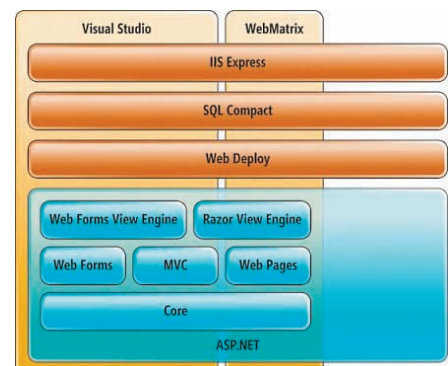 Visual Studio WebMatrix
IIS Express
SQL Compact
Web Deploy
Web Forms View Engine Razor View Engine
Web Forms MVC Web Pages
Core
ASP.NET